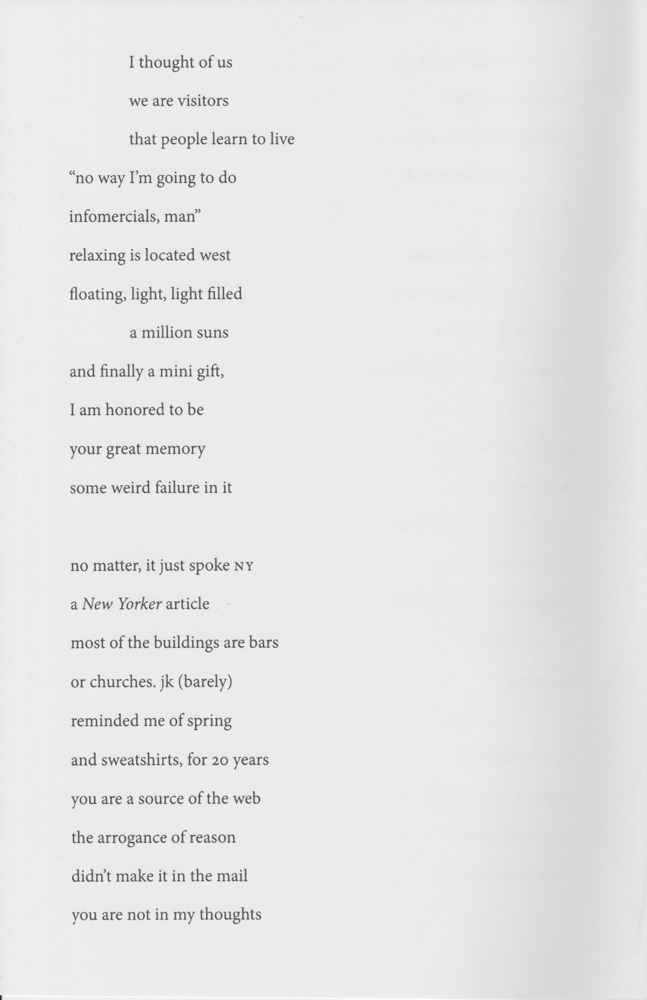 I thought of us
we are visitors
that people learn to live
“no way I’m going to do
infomercials, man”
relaxing is located west
floating, light, light filled
a million suns
and finally a mini gift,
I am honored to be
your great memory
some weird failure in it
no matter, it just spoke NY
a New Yorker article
most of the buildings are bars
or churches. jk (barely)
reminded me of spring
and sweatshirts, for 20 years
you are a source of the web
the arrogance of reason
didn’t make it in the mail
you are not in my thoughts